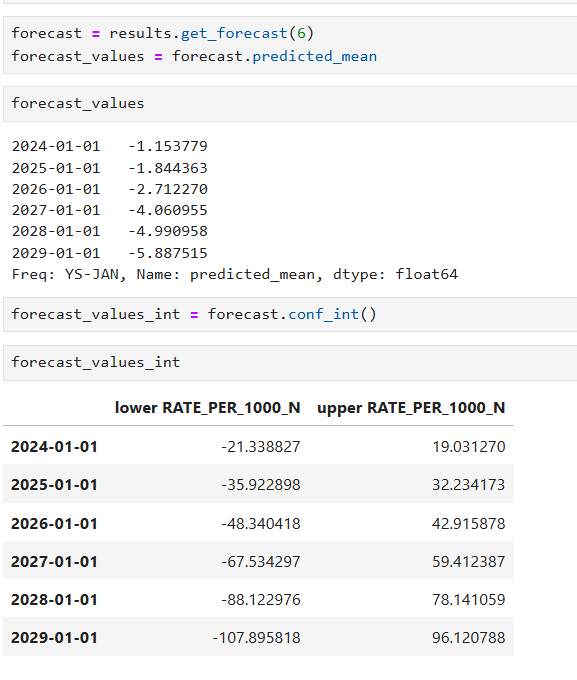 forecast = results.get_forecast(6)
forecast_values = forecast.predicted_mean
forecast_values
2024-01-01 -1.153779
2025-01-01 -1.844363
2026-01-01 -2.712270
2027-01-01 -4.060955
2028-01-01 -4.990958
2029-01-01 -5.887515
Freq: YS-JAN, Name: predicted_mean, dtype: float64
forecast_values_int = forecast.conf_int()
forecast_values_int
lower RATE_PER_1000_N upper RATE_PER_1000_N
2024-01-01 -21.338827 19.031270
2025-01-01 -35.922898 32.234173
2026-01-01 -48.340418 42.915878
2027-01-01 -67.534297 59.412387
2028-01-01 -88.122976 78.141059
2029-01-01 -107.895818 96.120788